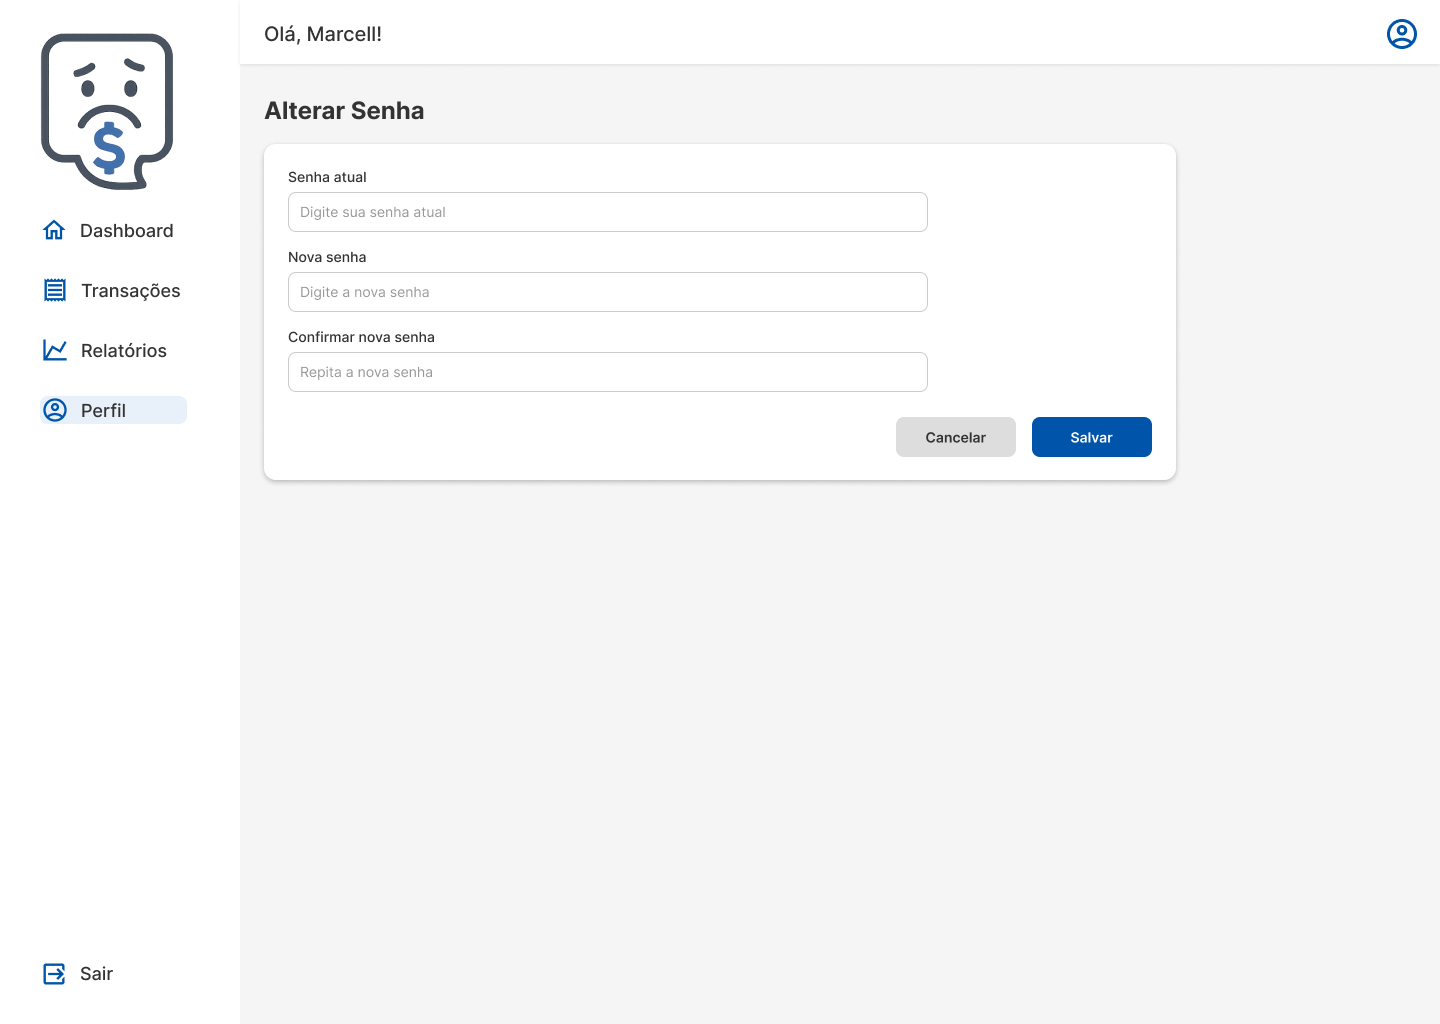 Olá, Marcell!
Dashboard
Transações
Relatórios
Perfil
Sair
Alterar Senha
Senha atual
Digite sua senha atual
Nova senha
Digite a nova senha
Confirmar nova senha
Repita a nova senha
Cancelar
Salvar
$